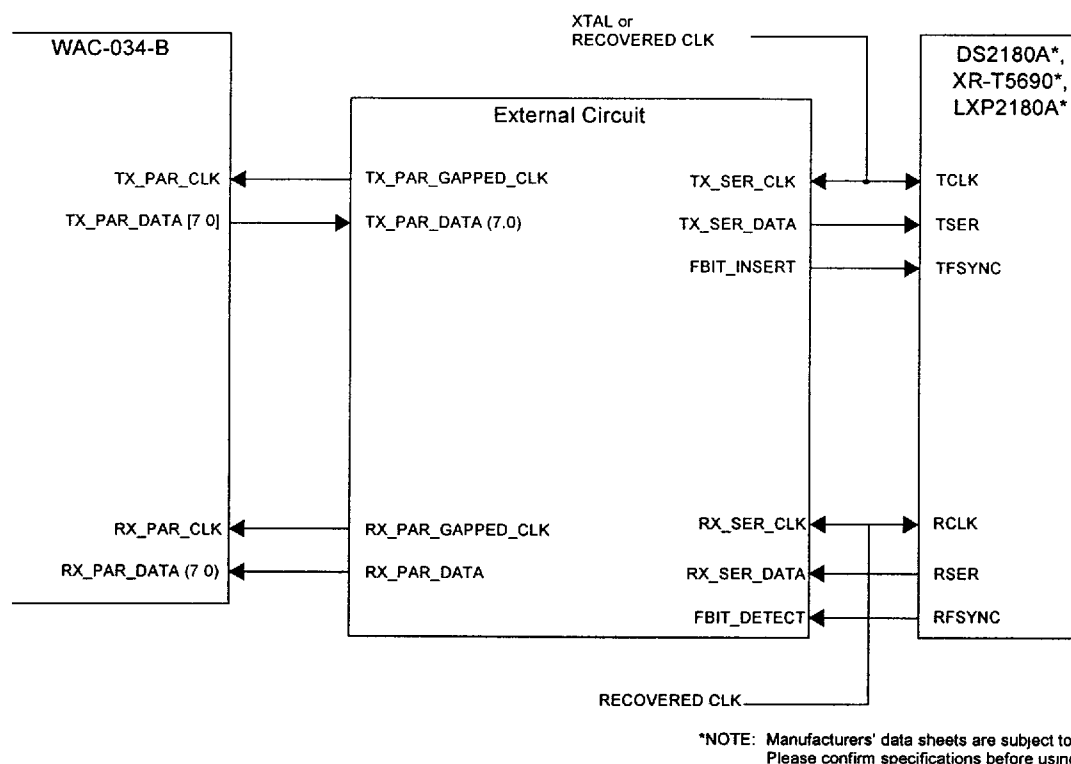 XTAL or
RECOVERED CLK
WAC-034-B
DS2180A*,
XR-T5690*,
LXP2180A*
External Circuit
TX_PAR_CLK
TX_PAR_GAPPED_CLK
TX_SER_CLK
TCLK
TX_PAR_DATA [7 0]
TX_PAR_DATA (7.0)
TX_SER_DATA
TSER
FBIT_INSERT
TFSYNC
RX_PAR_CLK
RX_PAR_GAPPED_CLK
RX_SER_CLK
RCLK
RX_PAR_DATA (7 0)
RX_PAR_DATA
RX_SER_DATA
RSER
FBIT_DETECT
RFSYNC
RECOVERED CLK
*NOTE: Manufacturers' data sheets are subject to
Please confirm specifications before using